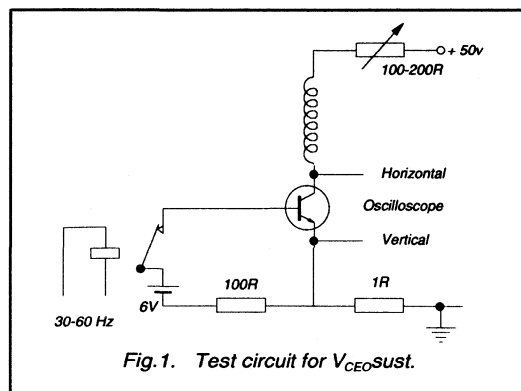 + 50v
100-200R
Horizontal
Oscilloscope
Vertical
100R
1R
6V
30-60 Hz
Fig.1. Test circuit for VCEOsust.